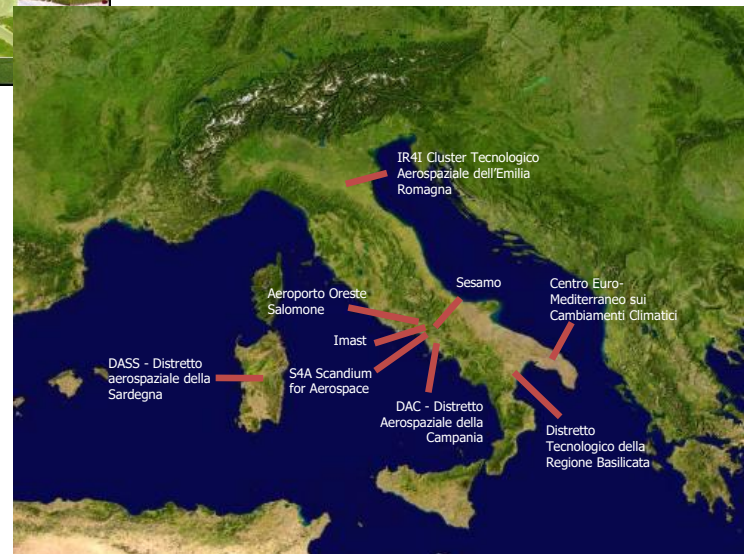 IR4I Cluster Tecnologico
Aerospaziale dell'Emilia
Romagna
Sesamo
Centro Euro-
Mediterraneo sui
Cambiamenti Climatici
Aeroporto Oreste
Salomone
Imast
DASS - Distretto
aerospaziale della
Sardegna
S4A Scandium
for Aerospace
DAC - Distretto
Aerospaziale della
Campania
Distretto
Tecnologico della
Regione Basilicata